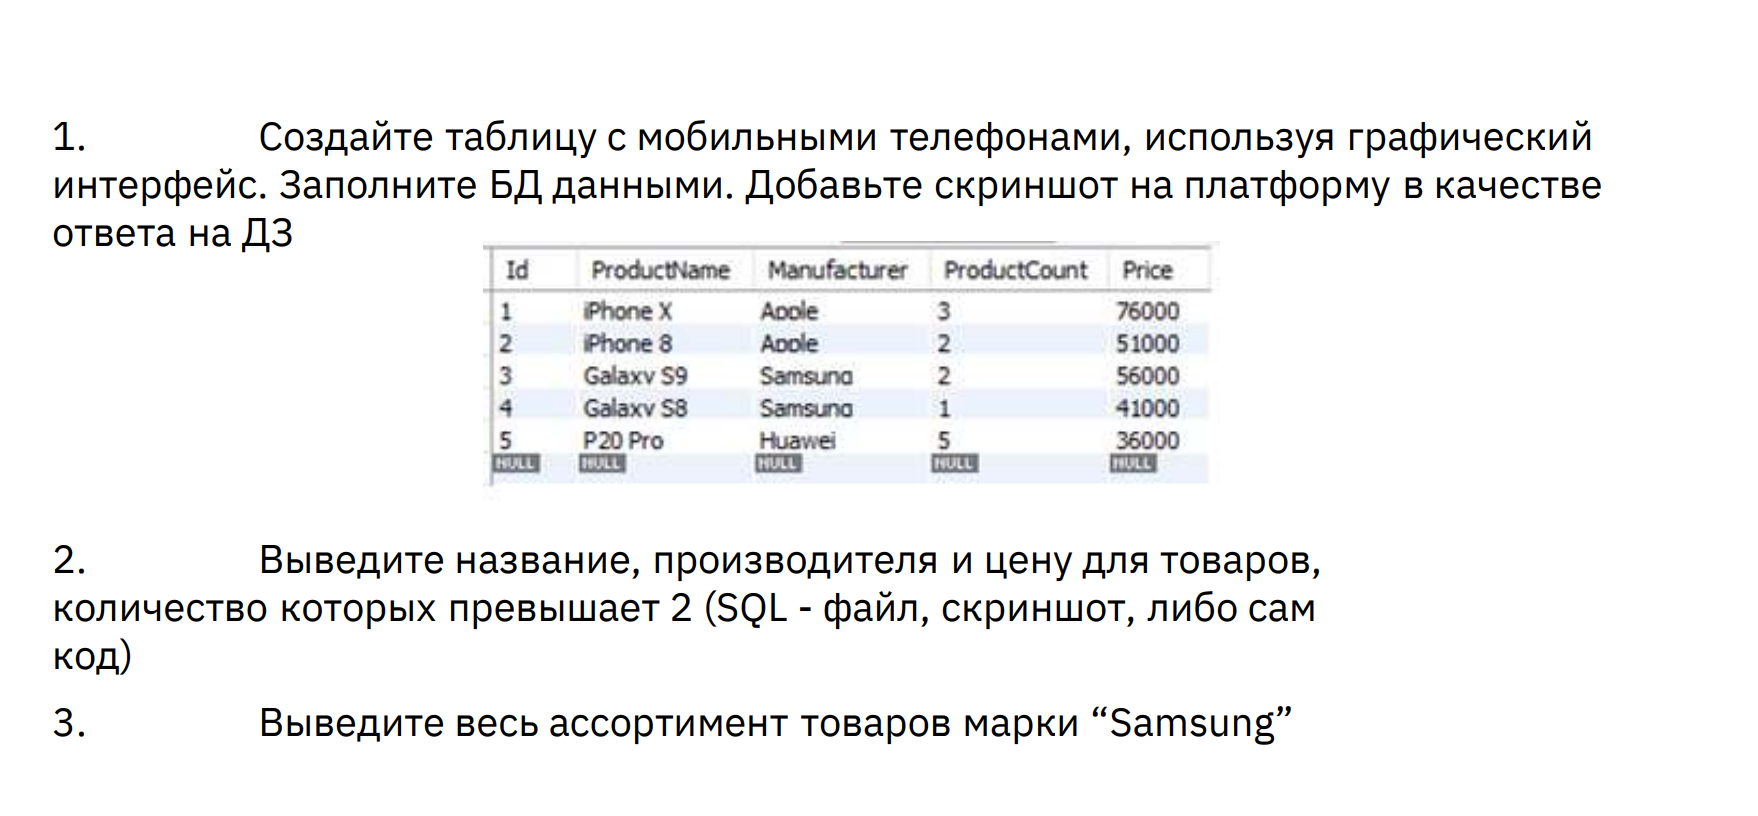 1. Создайте таблицу с мобильными телефонами, используя графический
интерфейс. Заполните БД данными. Добавьте скриншот на платформу в качестве
ответа на ДЗ
Id ProductName Manufacturer ProductCount Price
1 iPhone X Apple 3 76000
2 iPhone 8 Apple 2 51000
3 Galaxy S9 Samsung 2 56000
4 Galaxy S8 Samsung 1 41000
5 P20 Pro Huawei 5 36000
NULL NULL NULL NULL NULL
2. Выведите название, производителя и цену для товаров,
количество которых превышает 2 (SQL - файл, скриншот, либо сам
код)
3. Выведите весь ассортимент товаров марки “Samsung”